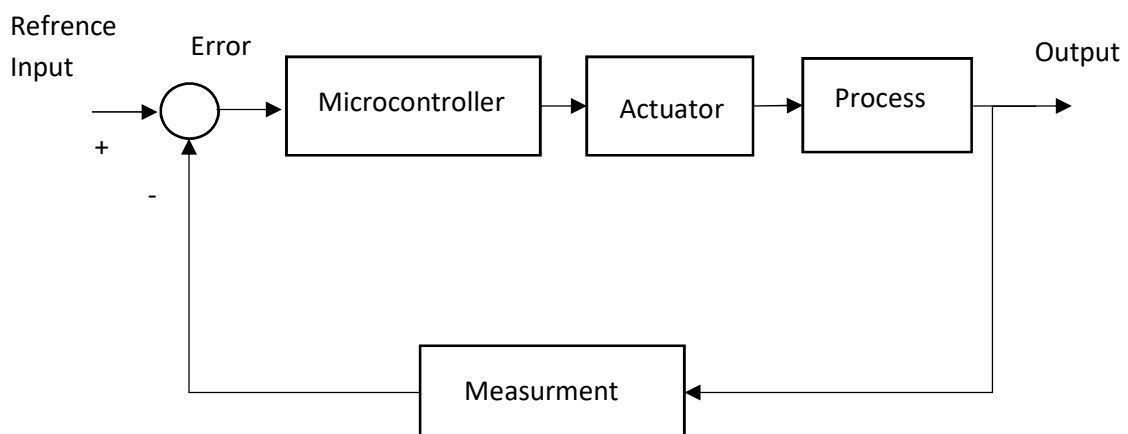 Refrence
Input
Error
Microcontroller
Actuator
Process
Output
+
-
Measurment